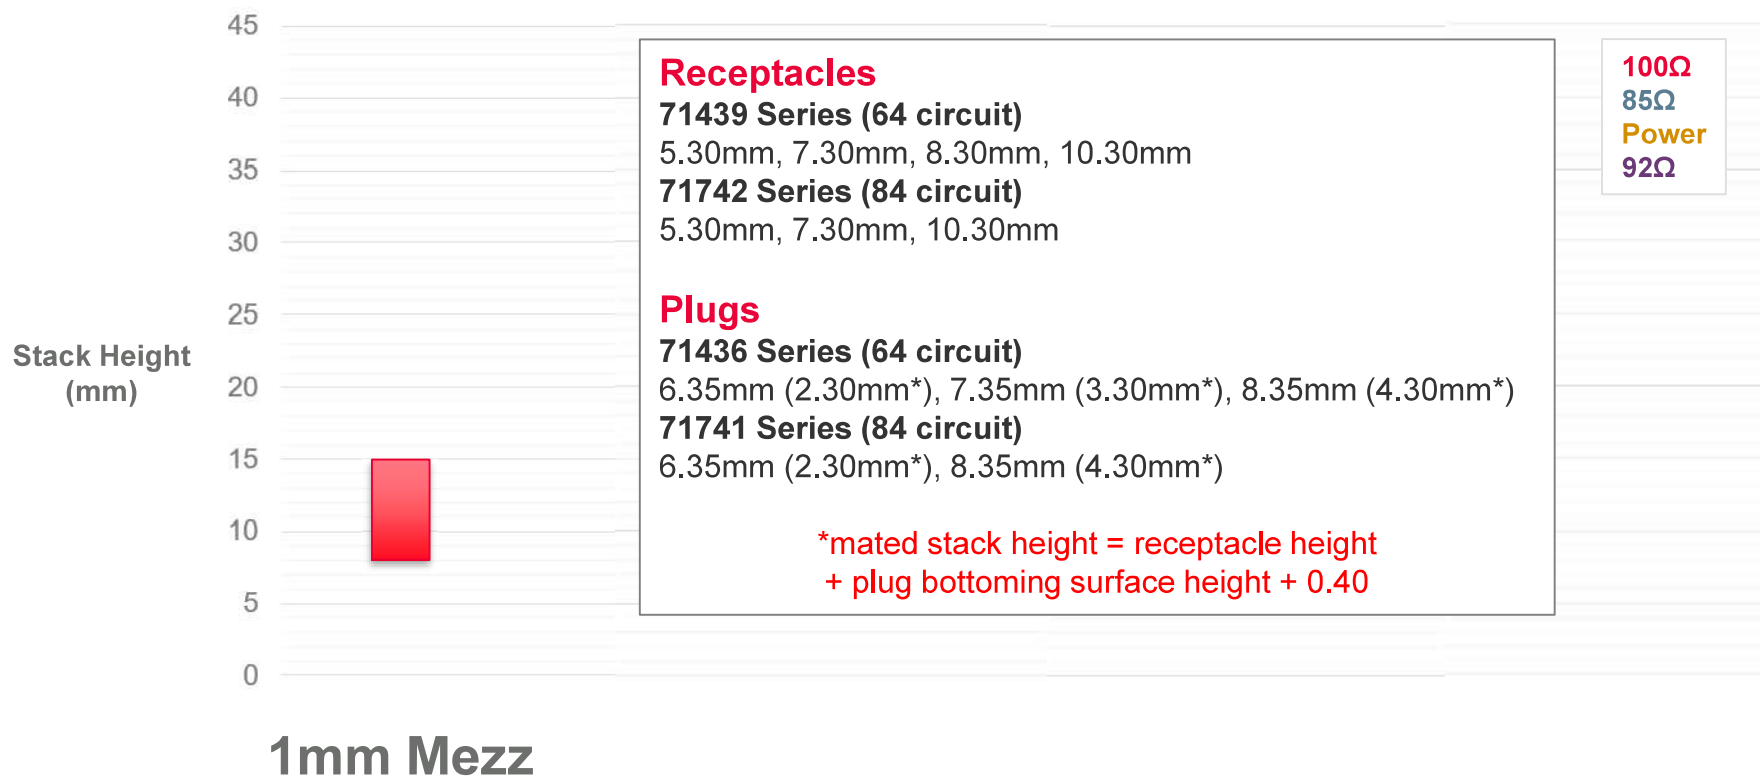 45
40
35
30
25
20
15
10
5
0
Stack Height
(mm)
1mm Mezz
Receptacles
71439 Series (64 circuit)
5.30mm, 7.30mm, 8.30mm, 10.30mm
71742 Series (84 circuit)
5.30mm, 7.30mm, 10.30mm
Plugs
71436 Series (64 circuit)
6.35mm (2.30mm*), 7.35mm (3.30mm*), 8.35mm (4.30mm*)
71741 Series (84 circuit)
6.35mm (2.30mm*), 8.35mm (4.30mm*)
*mated stack height = receptacle height
+ plug bottoming surface height + 0.40
100Ω
85Ω
Power
92Ω